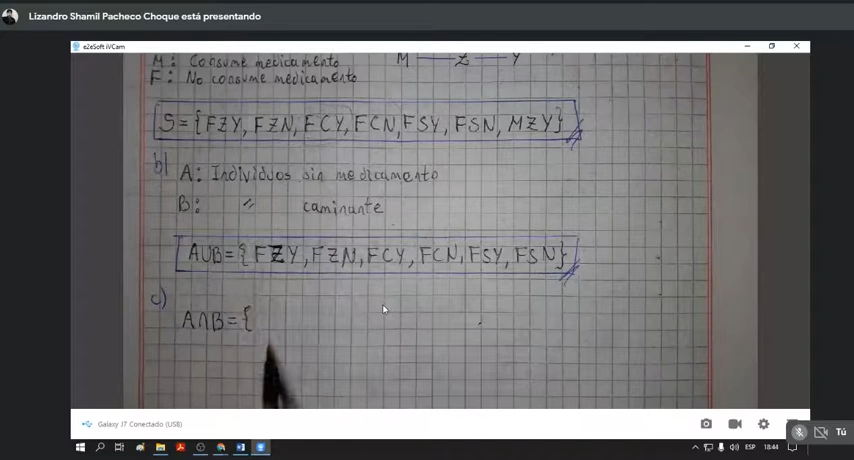 Lizandro Shamil Pacheco Choque está presentando
e2eSoft iVCam
M: Consume medicamento M — Z — Y
F: No consume medicamento
S = {FZY, FZN, FCY, FCN, FSY, FSN, MZY}
b) A: Individuos sin medicamento
B: " caminante
AUB = {FZY, FZN, FCY, FCN, FSY, FSN}
c)
A∩B = {
Galaxy J7 Conectado (USB)
Tú
ESP 18:44